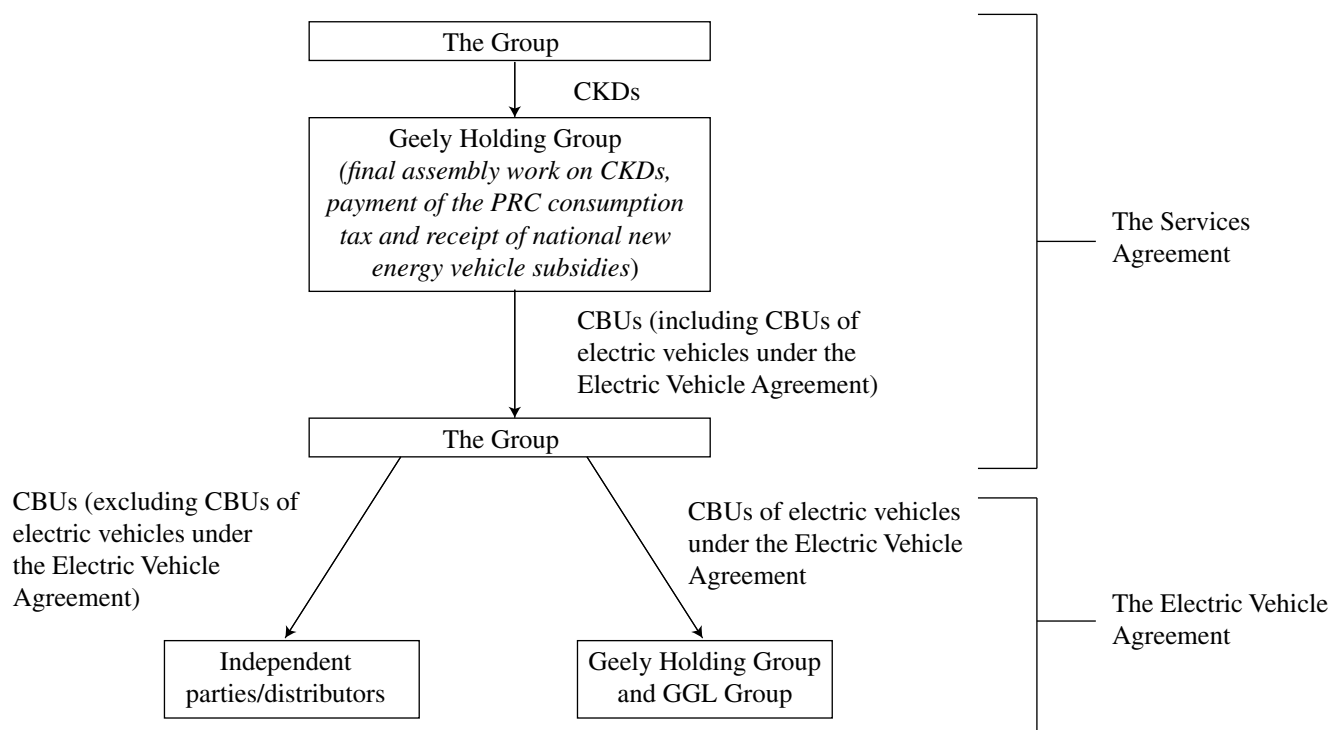 The Group
CKDs
Geely Holding Group
(final assembly work on CKDs,
payment of the PRC consumption
tax and receipt of national new
energy vehicle subsidies)
The Services
Agreement
CBUs (including CBUs of
electric vehicles under the
Electric Vehicle Agreement)
The Group
CBUs (excluding CBUs of
electric vehicles under
the Electric Vehicle
Agreement)
CBUs of electric vehicles
under the Electric Vehicle
Agreement
The Electric Vehicle
Agreement
Independent
parties/distributors
Geely Holding Group
and GGL Group